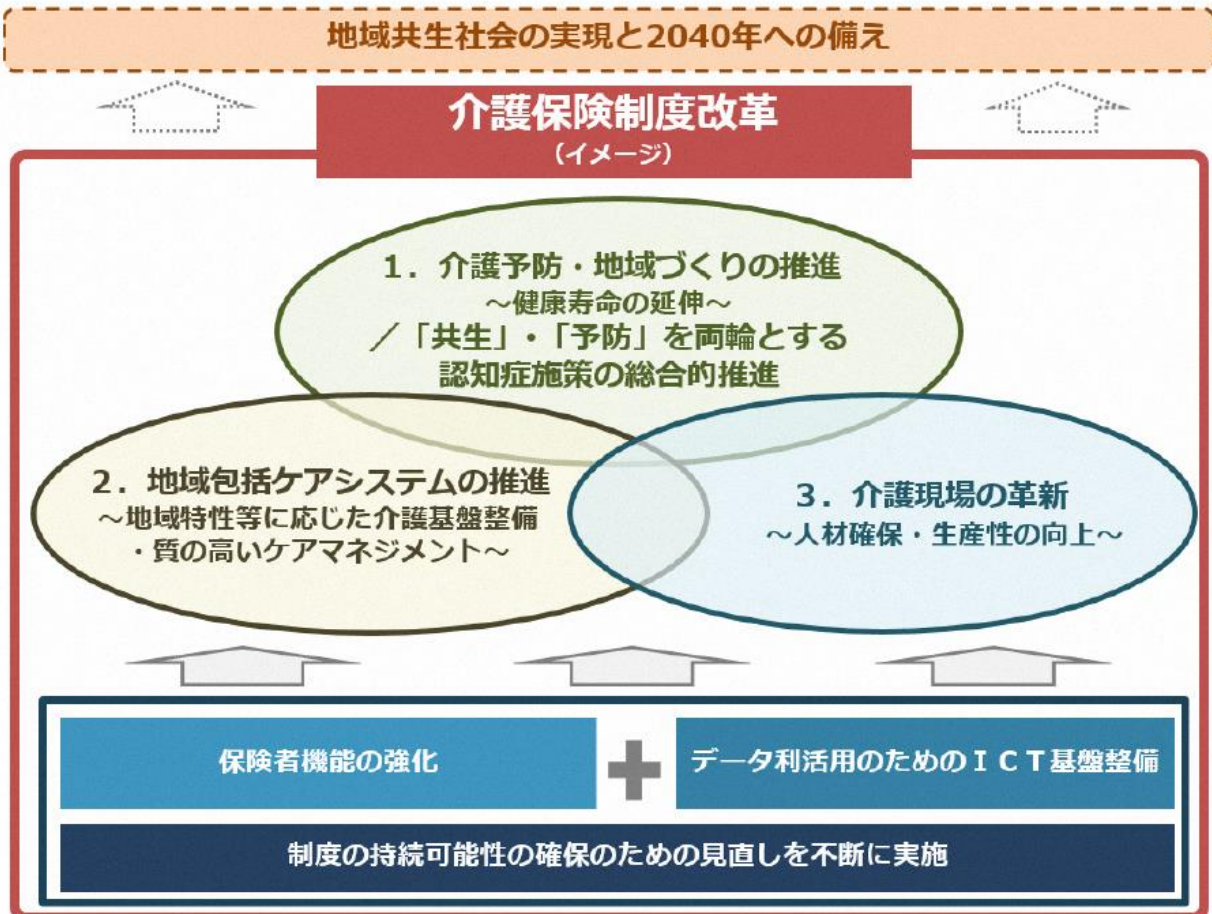 地域共生社会の実現と2040年への備え
介護保険制度改革
（イメージ）
１．介護予防・地域づくりの推進
～健康寿命の延伸～
／「共生」・「予防」を両輪とする
認知症施策の総合的推進
２．地域包括ケアシステムの推進
～地域特性等に応じた介護基盤整備
・質の高いケアマネジメント～
３．介護現場の革新
～人材確保・生産性の向上～
保険者機能の強化
データ利活用のためのＩＣＴ基盤整備
制度の持続可能性の確保のための見直しを不断に実施